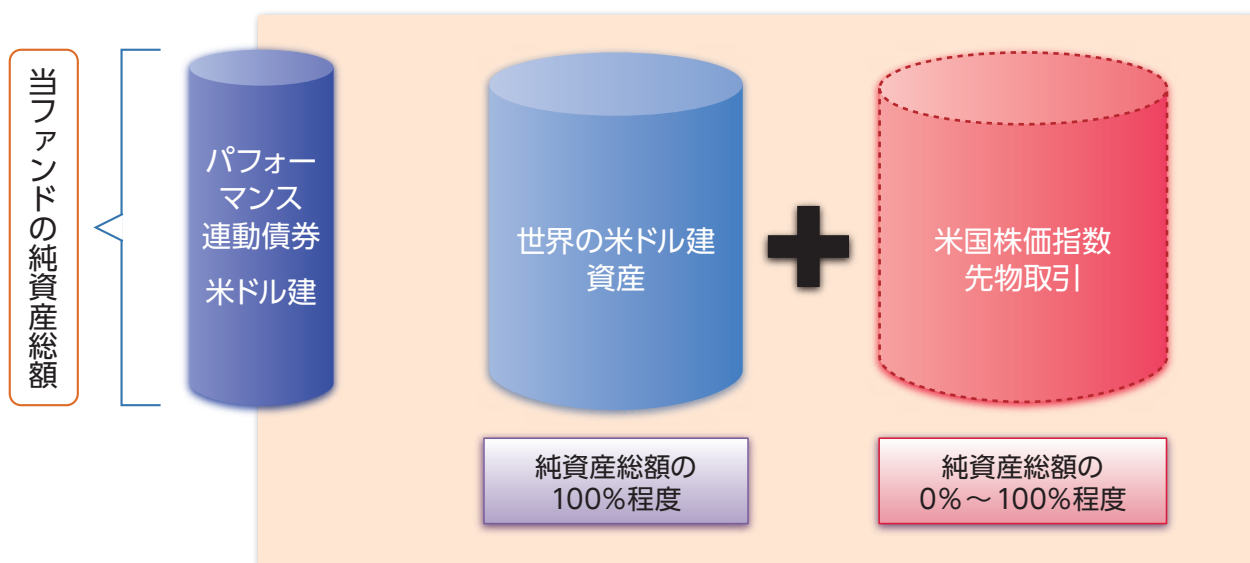 当ファンドの純資産総額
パフォー
マンス
連動債券
米ドル建
世界の米ドル建
資産
米国株価指数
先物取引
純資産総額の
100%程度
純資産総額の
0%~100%程度